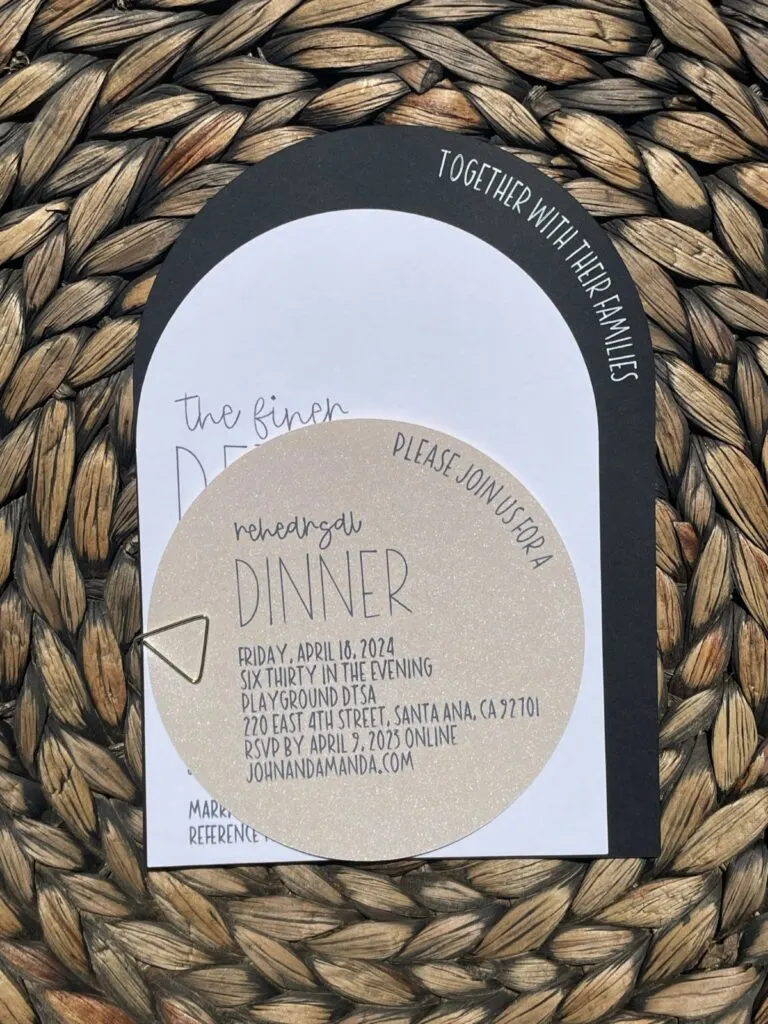 TOGETHER WITH THEIR FAMILIES
the finer
PLEASE JOIN US FOR A
rehearsal
DINNER
FRIDAY, APRIL 18, 2024
SIX THIRTY IN THE EVENING
PLAYGROUND DTSA
220 EAST 4TH STREET, SANTA ANA, CA 92701
RSVP BY APRIL 9, 2025 ONLINE
JOHNANDAMANDA.COM
REFERENCE